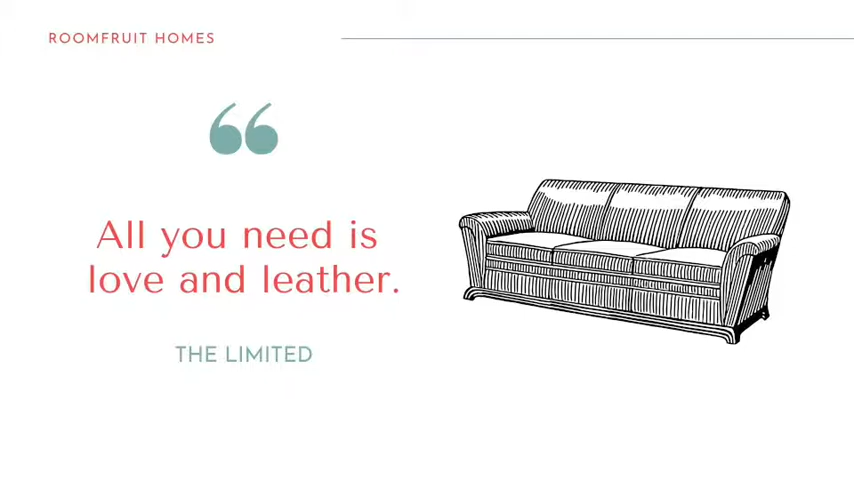 ROOMFRUIT HOMES
All you need is
love and leather.
THE LIMITED